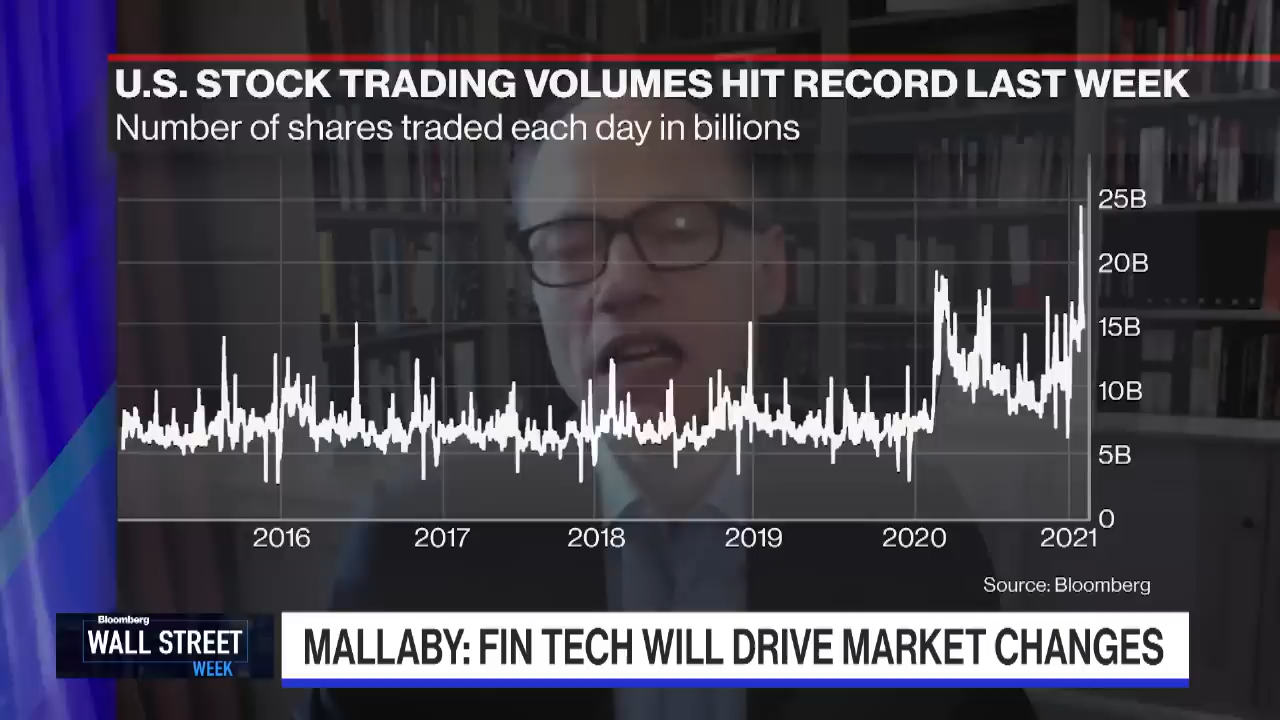 U.S. STOCK TRADING VOLUMES HIT RECORD LAST WEEK
Number of shares traded each day in billions
25B
20B
15B
10B
5B
0
2016 2017 2018 2019 2020 2021
Source: Bloomberg
Bloomberg
WALL STREET
WEEK
MALLABY: FIN TECH WILL DRIVE MARKET CHANGES